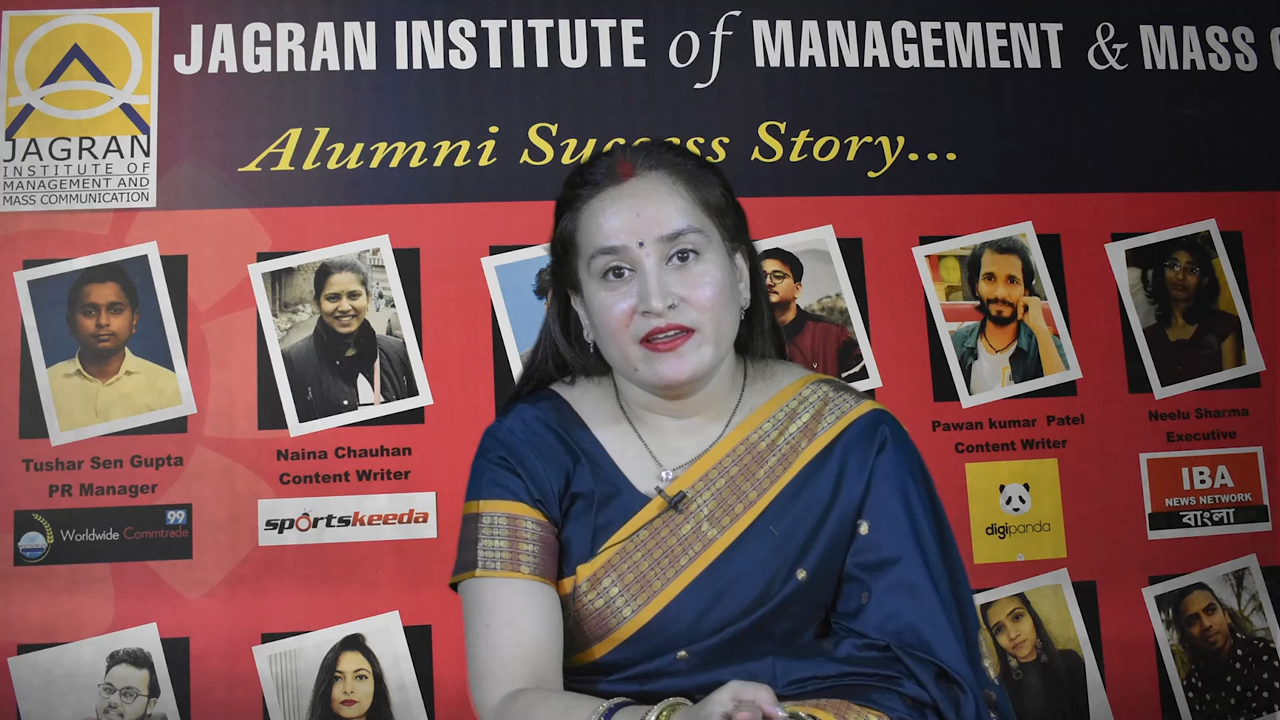 JAGRAN INSTITUTE of MANAGEMENT & MASS
Alumni Success Story...
JAGRAN
INSTITUTE OF
MANAGEMENT AND
MASS COMMUNICATION
Tushar Sen Gupta
PR Manager
99
Worldwide Commtrade
Naina Chauhan
Content Writer
sportskeeda
Pawan kumar Patel
Content Writer
digipanda
Neelu Sharma
Executive
IBA
NEWS NETWORK
বাংলা